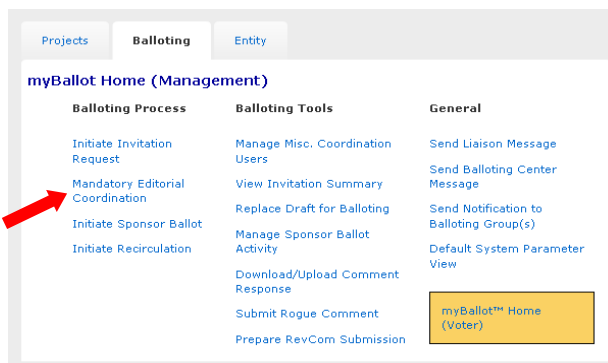 Projects
Balloting
Entity
myBallot Home (Management)
Balloting Process
Initiate Invitation
Request
Mandatory Editorial
Coordination
Initiate Sponsor Ballot
Initiate Recirculation
Balloting Tools
Manage Misc. Coordination
Users
View Invitation Summary
Replace Draft for Balloting
Manage Sponsor Ballot
Activity
Download/Upload Comment
Response
Submit Rogue Comment
Prepare RevCom Submission
General
Send Liaison Message
Send Balloting Center
Message
Send Notification to
Balloting Group(s)
Default System Parameter
View
myBallot™ Home
(Voter)